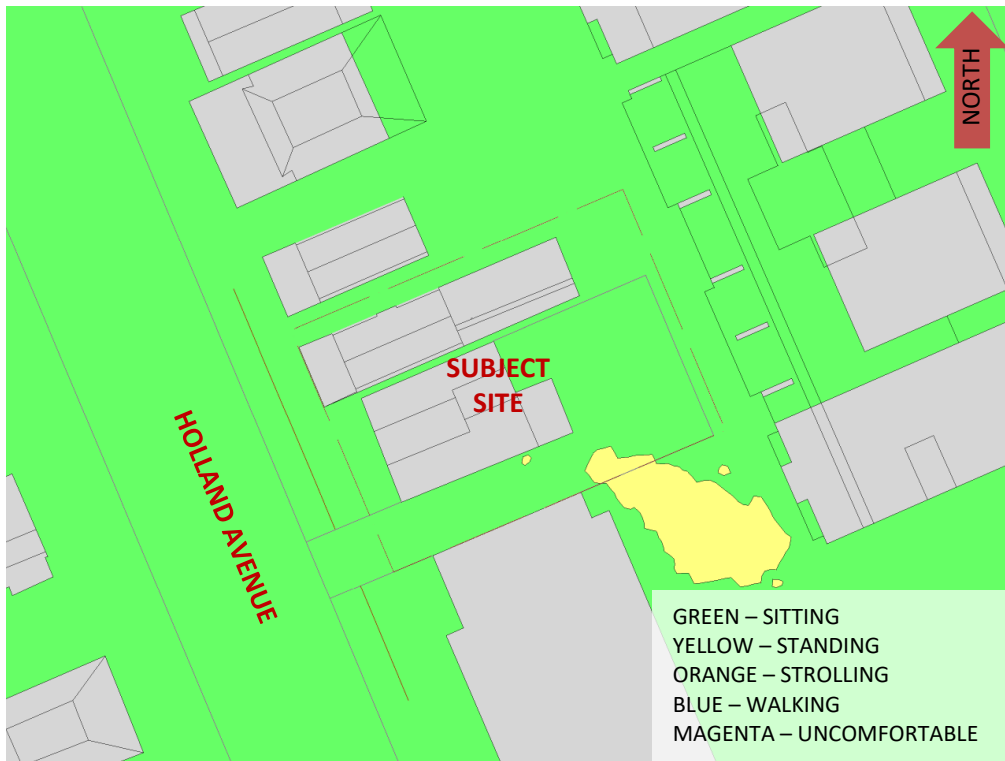 NORTH
SUBJECT
SITE
HOLLAND AVENUE
GREEN – SITTING
YELLOW – STANDING
ORANGE – STROLLING
BLUE – WALKING
MAGENTA – UNCOMFORTABLE